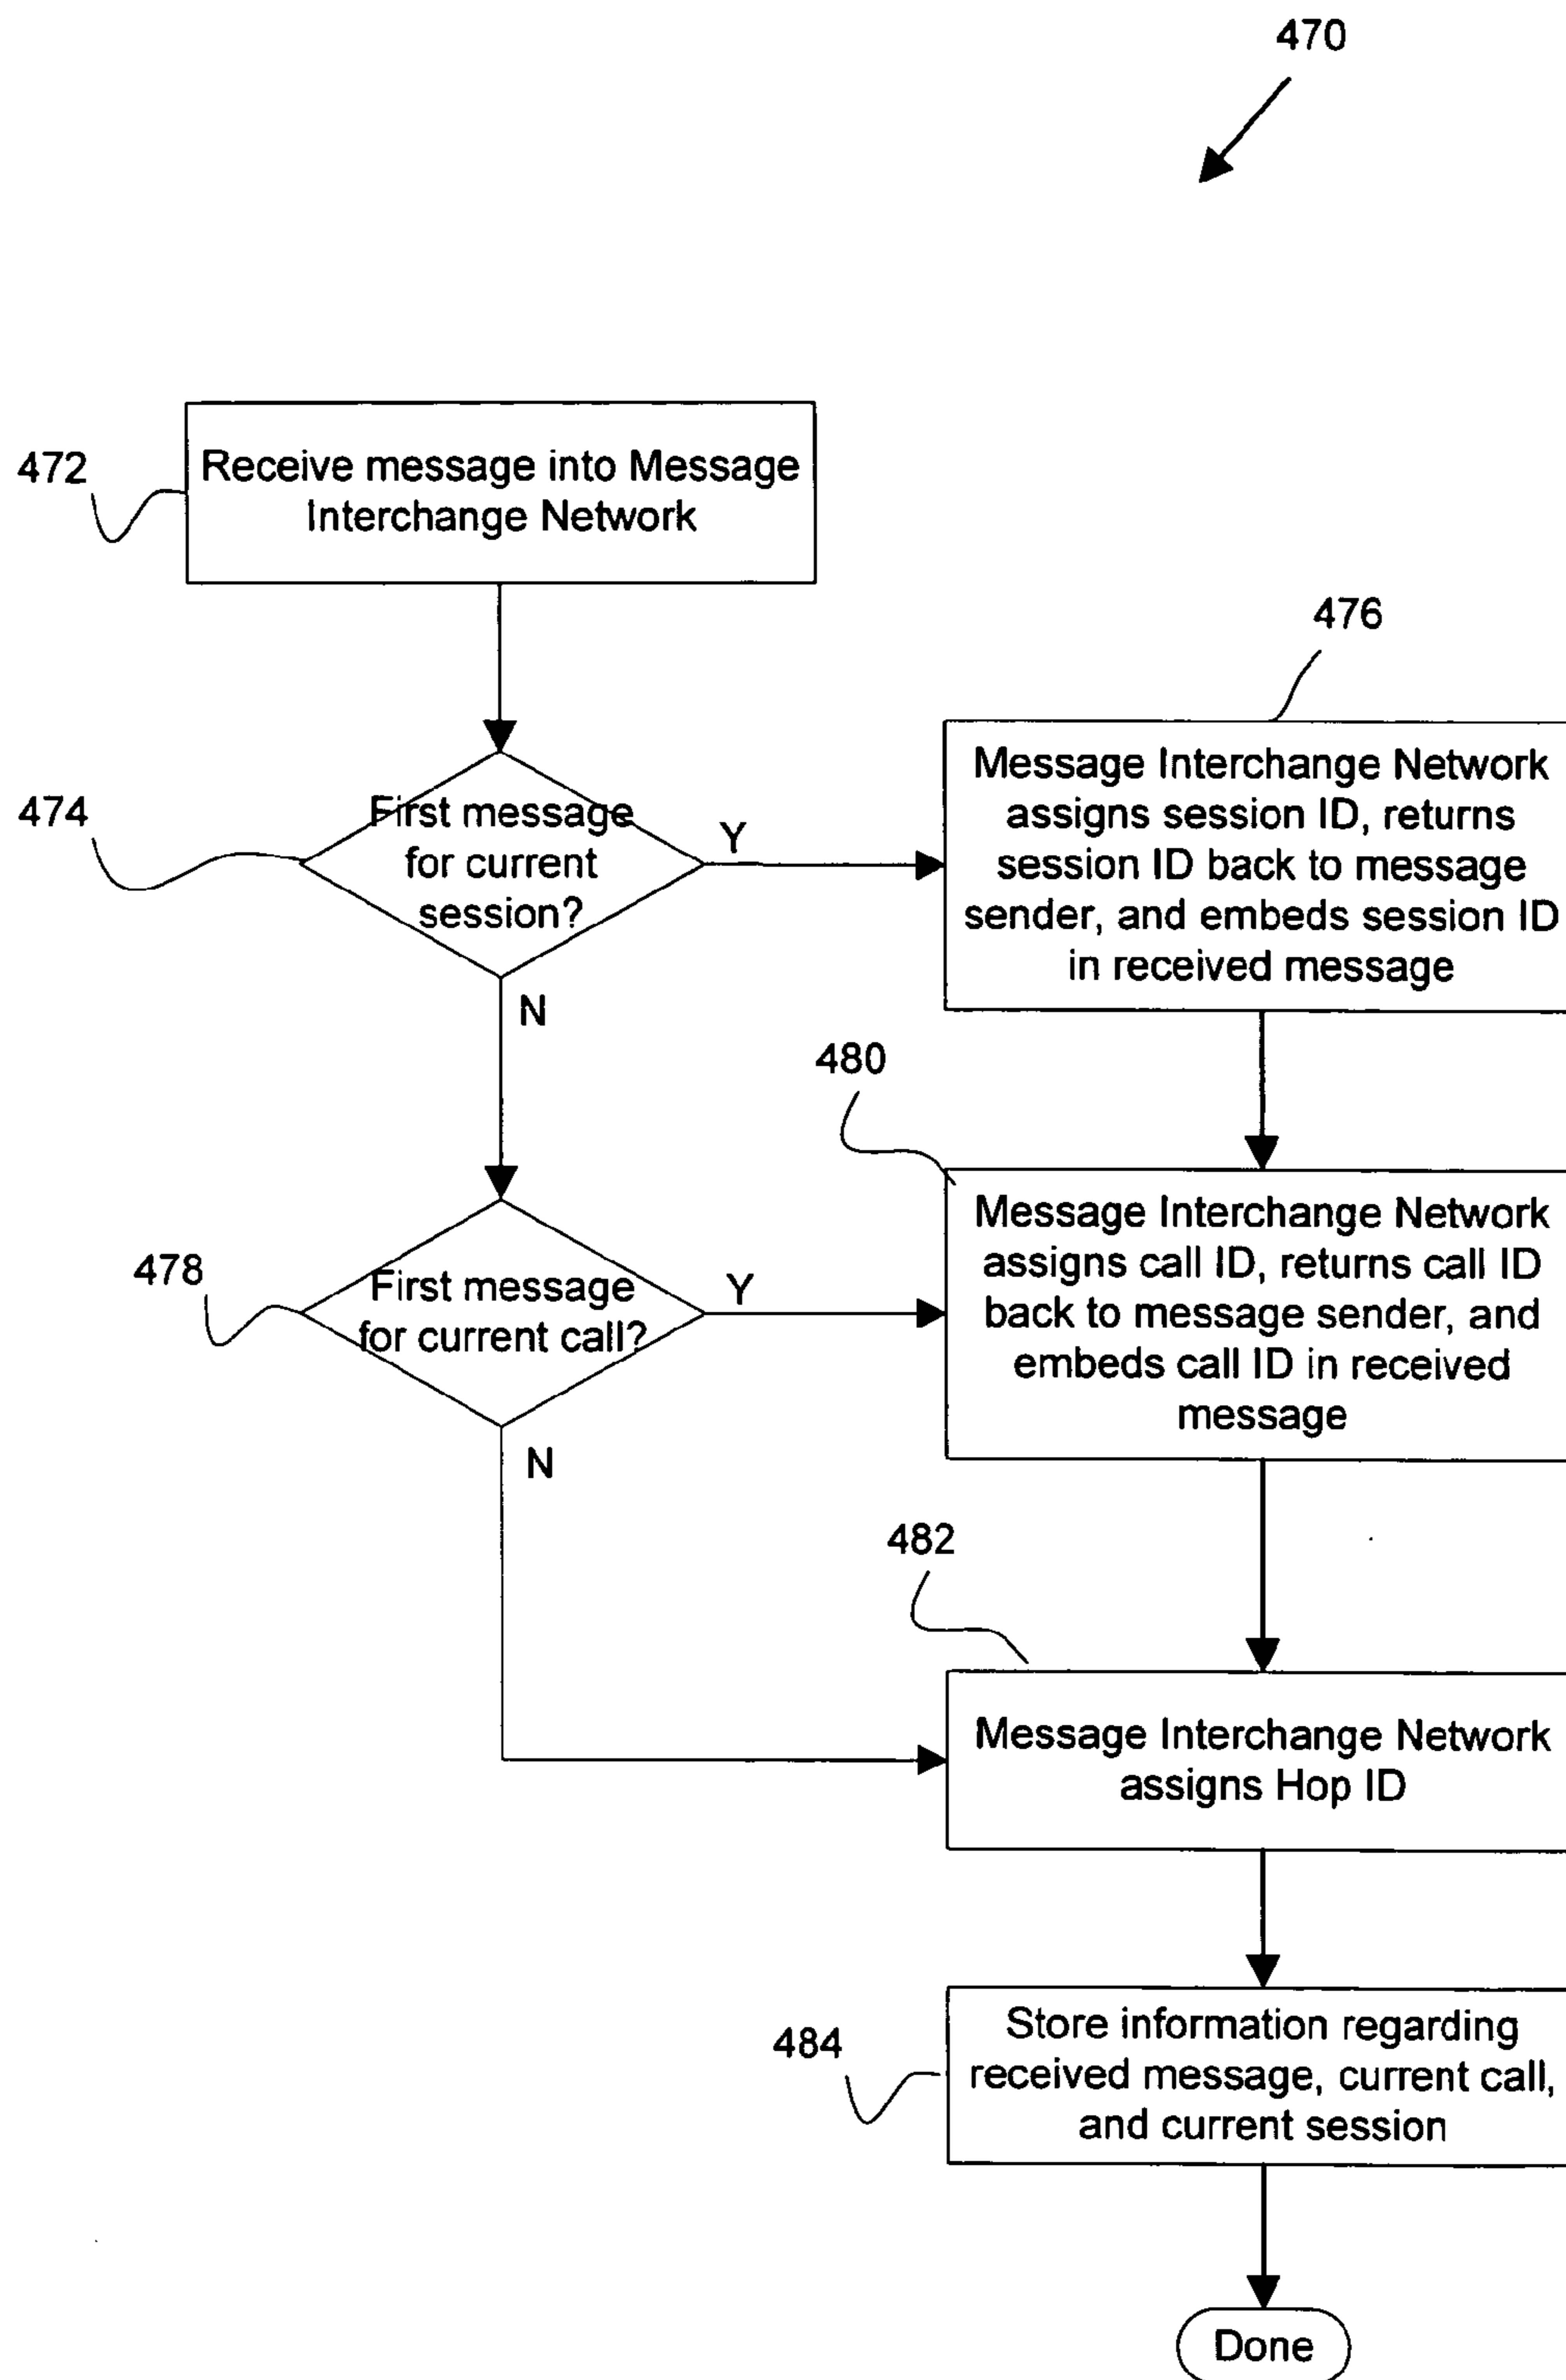 470
472
Receive message into Message
Interchange Network
476
474
First message
for current
session?
Y
Message Interchange Network
assigns session ID, returns
session ID back to message
sender, and embeds session ID
in received message
N
480
478
First message
for current call?
Y
Message Interchange Network
assigns call ID, returns call ID
back to message sender, and
embeds call ID in received
message
N
482
Message Interchange Network
assigns Hop ID
484
Store information regarding
received message, current call,
and current session
Done